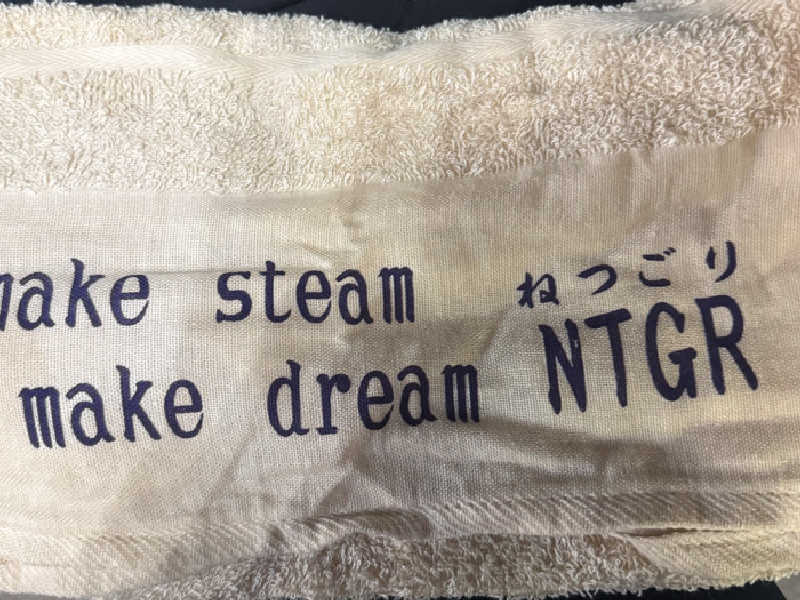 make steam ねつごり
make dream NTGR